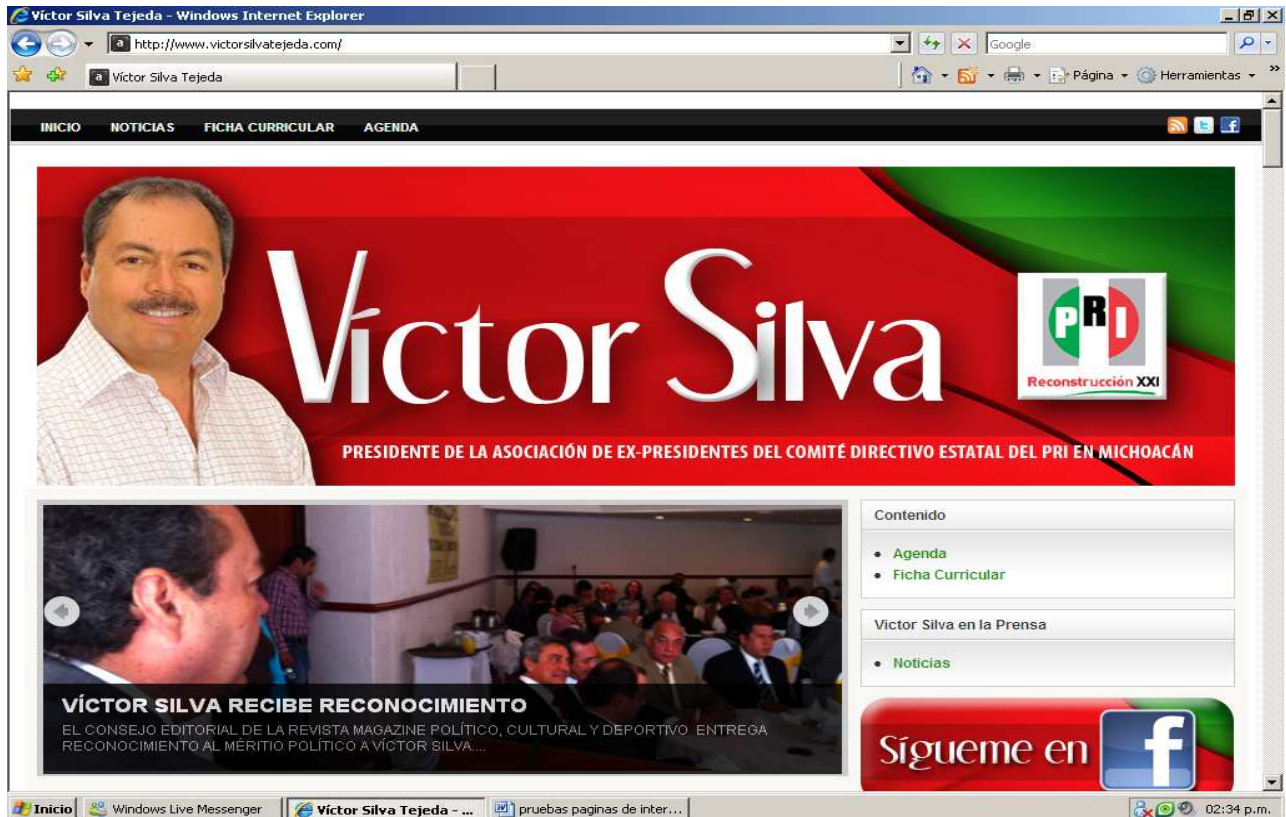 Víctor Silva Tejeda - Windows Internet Explorer
http://www.victorsilvatejeda.com/
Google
Víctor Silva Tejeda
Página
Herramientas
INICIO NOTICIAS FICHA CURRICULAR AGENDA
Víctor Silva
PRI
Reconstrucción XXI
PRESIDENTE DE LA ASOCIACIÓN DE EX-PRESIDENTES DEL COMITÉ DIRECTIVO ESTATAL DEL PRI EN MICHOACÁN
VÍCTOR SILVA RECIBE RECONOCIMIENTO
EL CONSEJO EDITORIAL DE LA REVISTA MAGAZINE POLÍTICO, CULTURAL Y DEPORTIVO ENTREGA
RECONOCIMIENTO AL MÉRITIO POLÍTICO A VÍCTOR SILVA....
Contenido
Agenda
Ficha Curricular
Victor Silva en la Prensa
Noticias
Sígueme en f
Inicio
Windows Live Messenger
Víctor Silva Tejeda - ...
pruebas paginas de inter...
02:34 p.m.